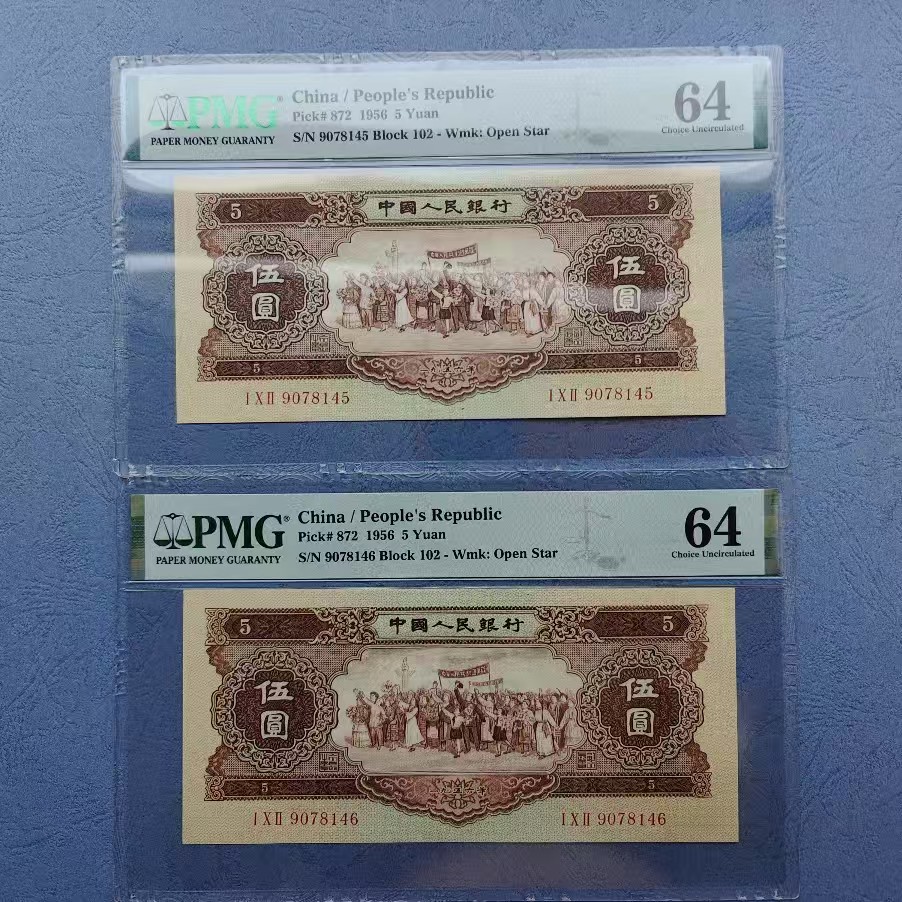 PMG
PAPER MONEY GUARANTY
China / People's Republic
Pick# 872 1956 5 Yuan
S/N 9078145 Block 102 - Wmk: Open Star
64
Choice Uncirculated
5 中國人民銀行 5
伍圓 伍圓
5 5
I X II 9078145 I X II 9078145
PMG
PAPER MONEY GUARANTY
China / People's Republic
Pick# 872 1956 5 Yuan
S/N 9078146 Block 102 - Wmk: Open Star
64
Choice Uncirculated
5 中國人民銀行 5
伍圓 伍圓
5 5
I X II 9078146 I X II 9078146